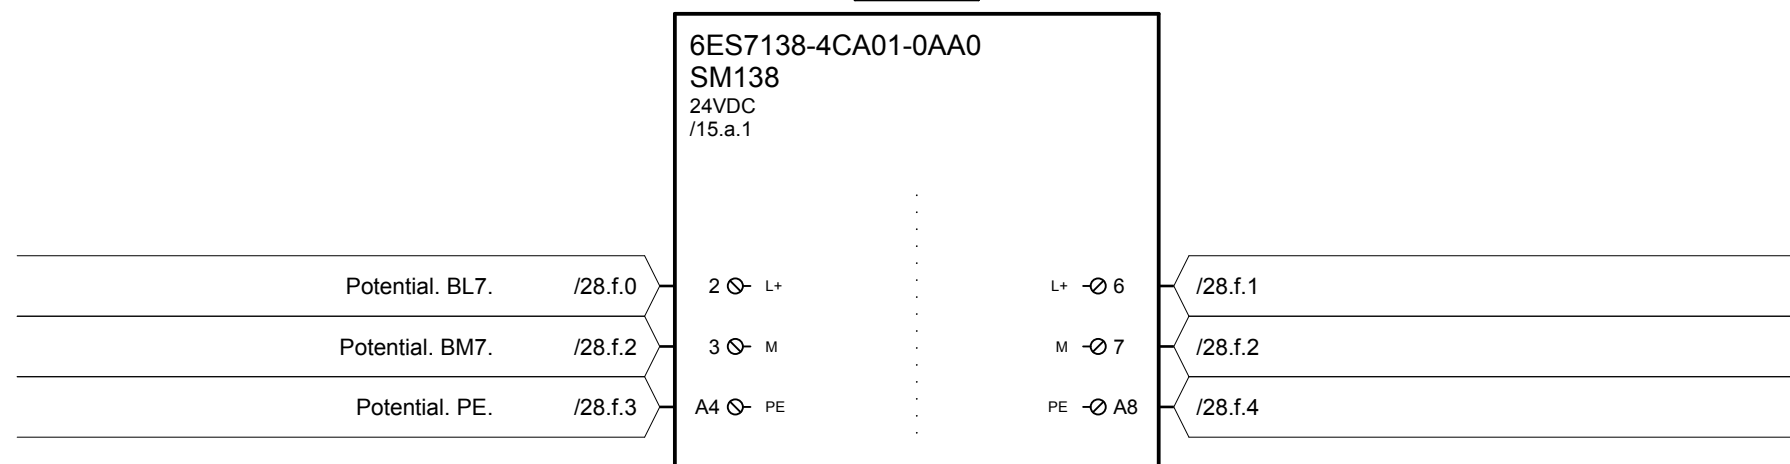 6ES7138-4CA01-0AA0
SM138
24VDC
/15.a.1
Potential. BL7. /28.f.0 2 L+ L+ 6 /28.f.1
Potential. BM7. /28.f.2 3 M M 7 /28.f.2
Potential. PE. /28.f.3 A4 PE PE A8 /28.f.4